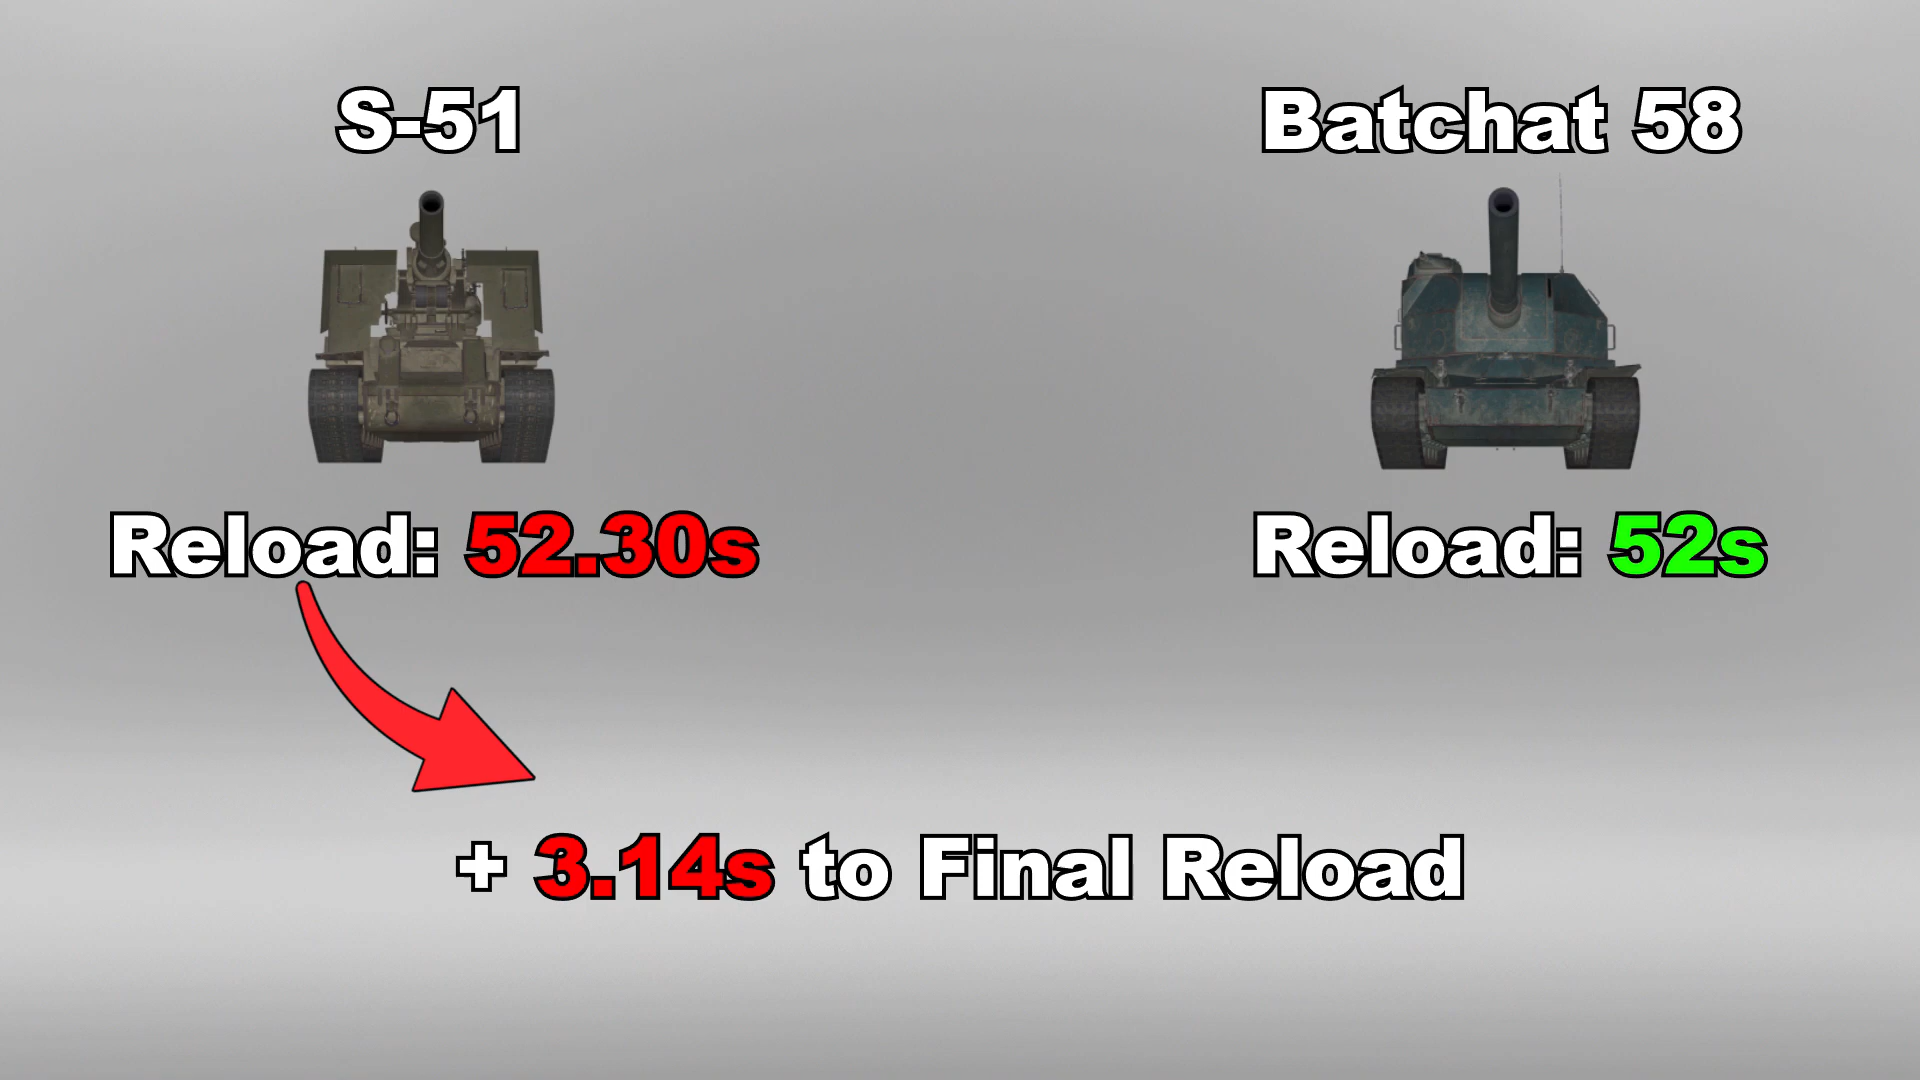 S-51
Batchat 58
Reload: 52.30s
Reload: 52s
+ 3.14s to Final Reload